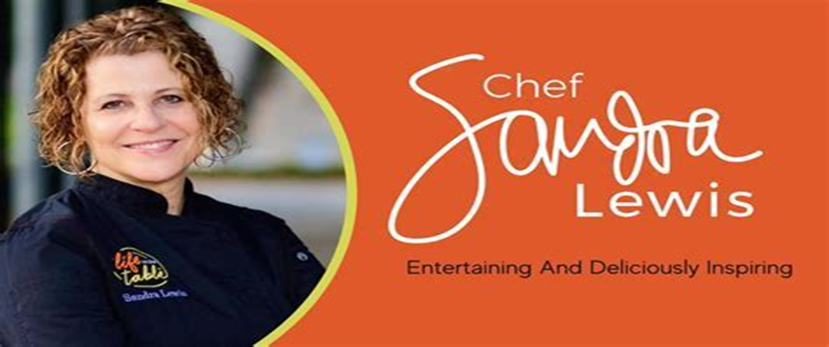 Chef
Sandra
Lewis
Entertaining And Deliciously Inspiring
life
table
Sandra Lewis